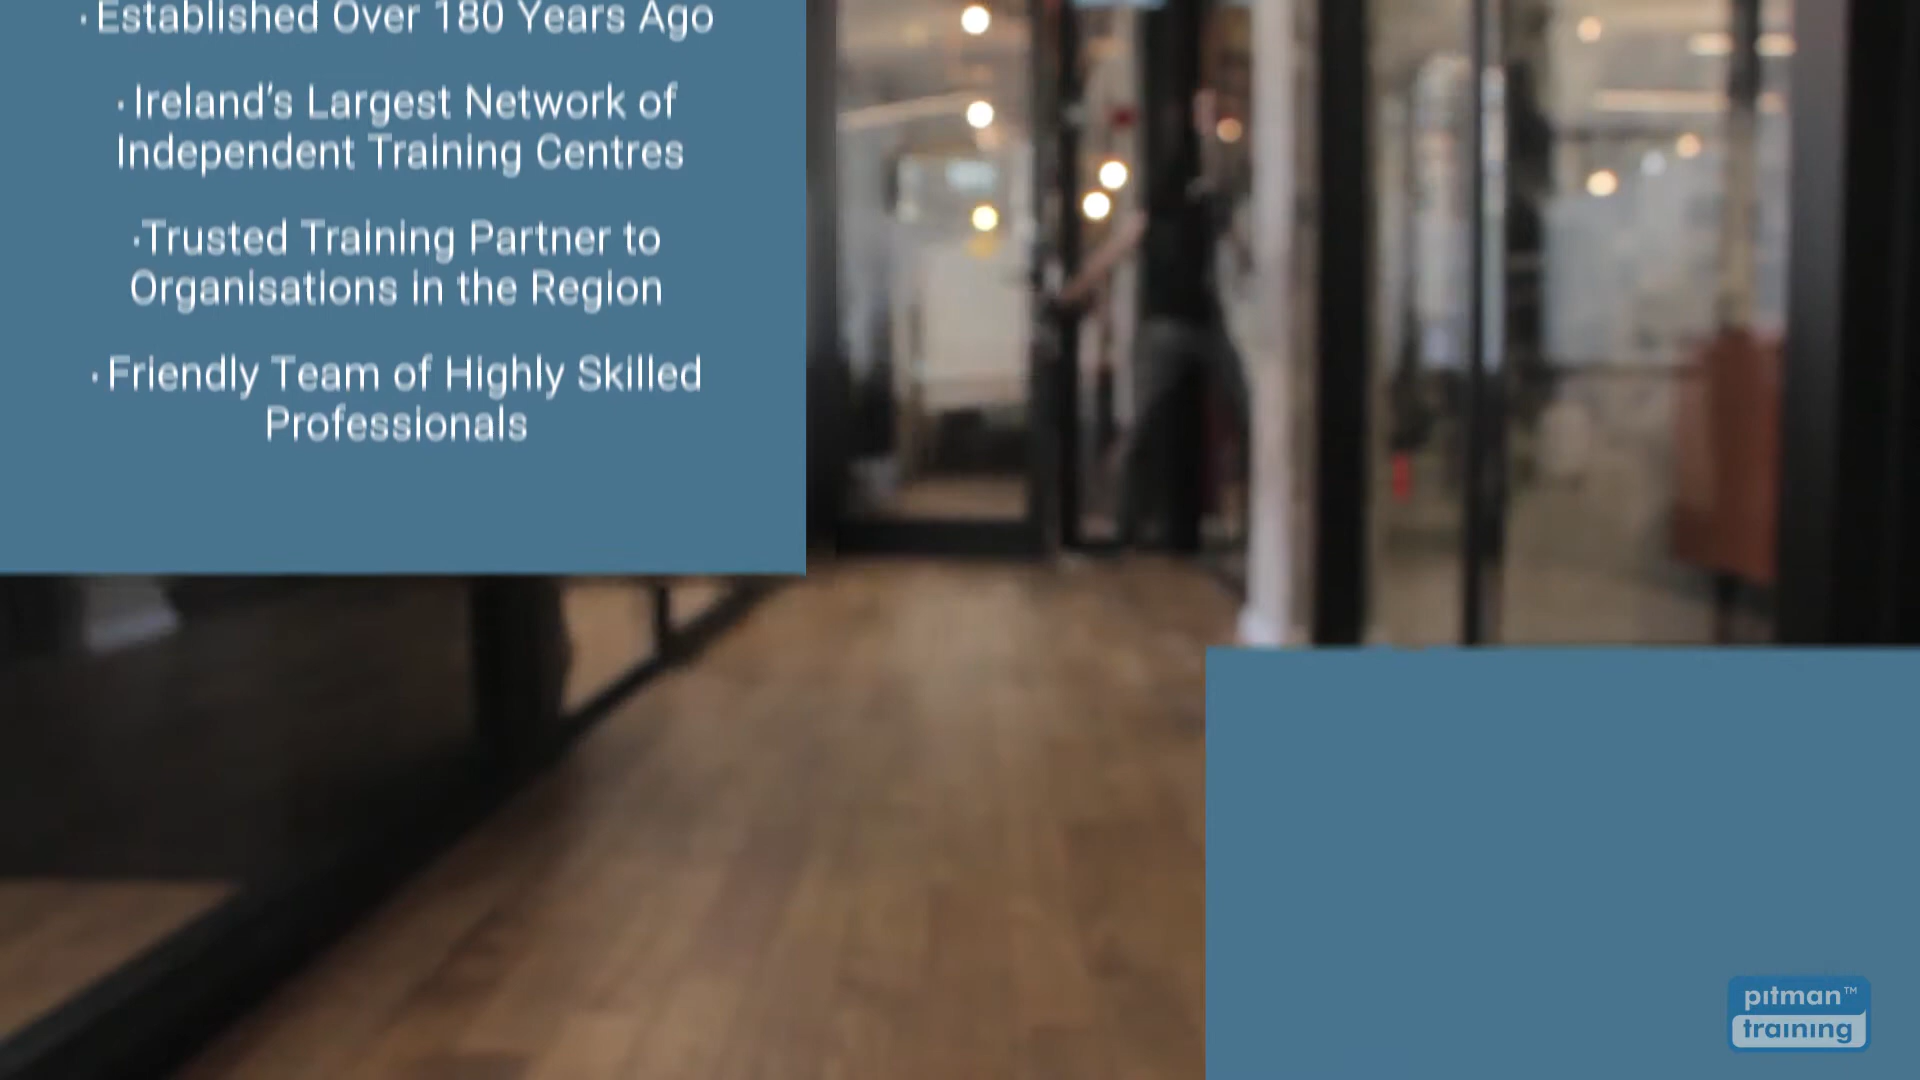 · Established Over 180 Years Ago
· Ireland's Largest Network of
Independent Training Centres
·Trusted Training Partner to
Organisations in the Region
· Friendly Team of Highly Skilled
Professionals
pitman™
training